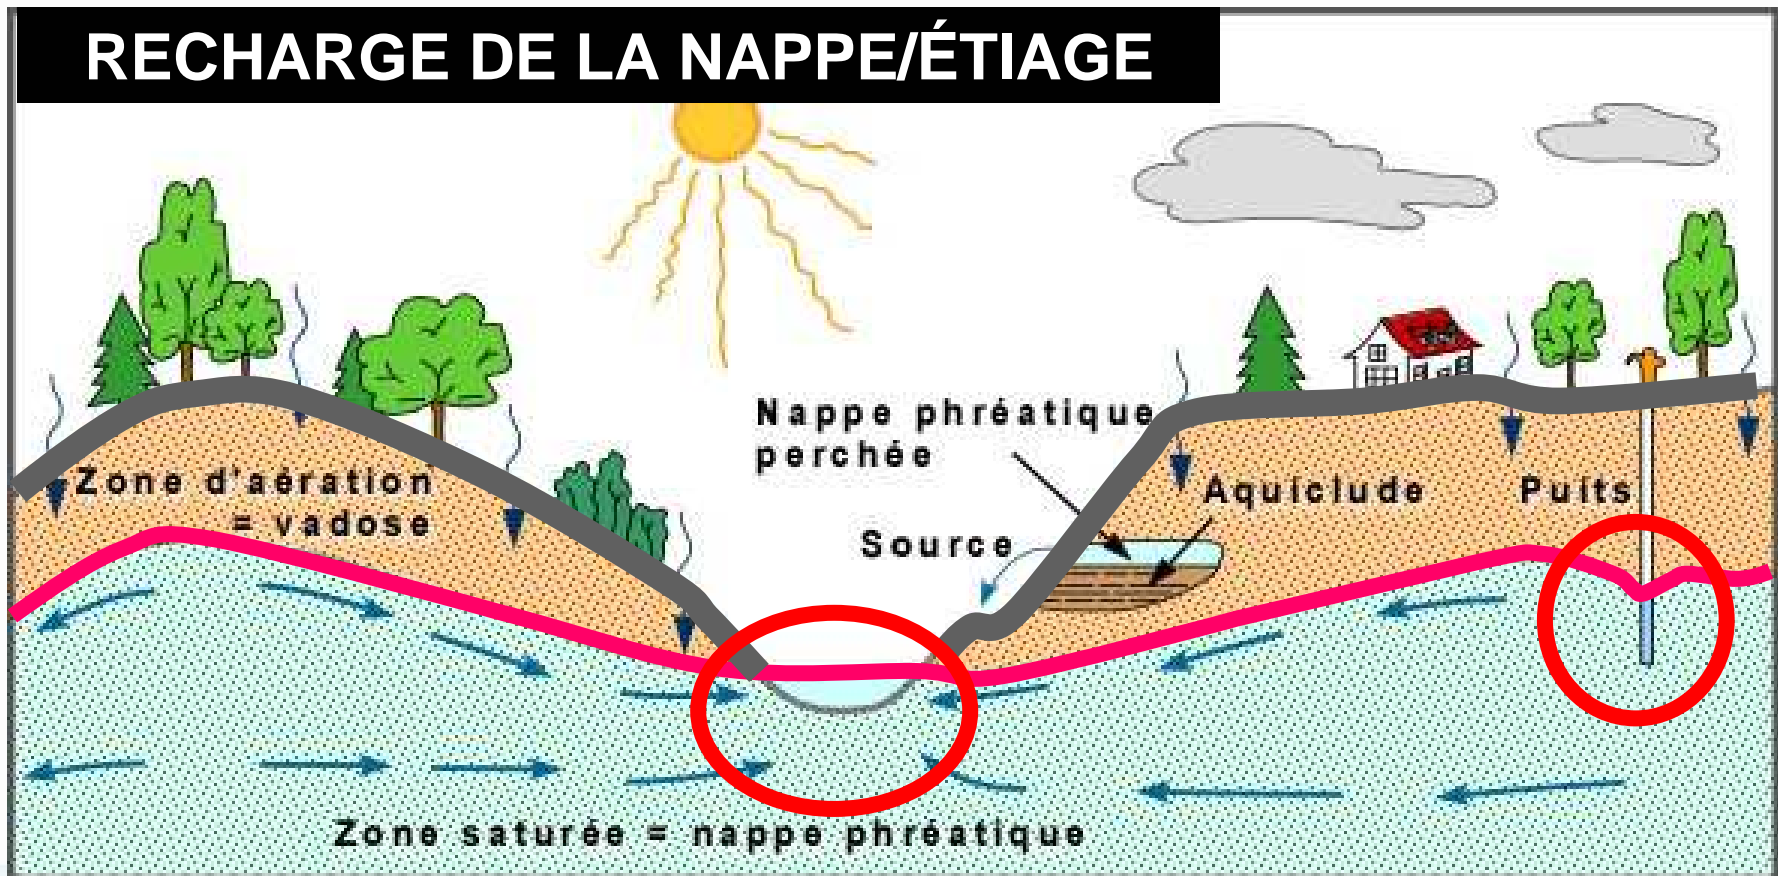 RECHARGE DE LA NAPPE/ÉTIAGE
Nappe phréatique
perchée
Zone d'aération
= vadose
Aquiclude
Puits
Source
Zone saturée = nappe phréatique